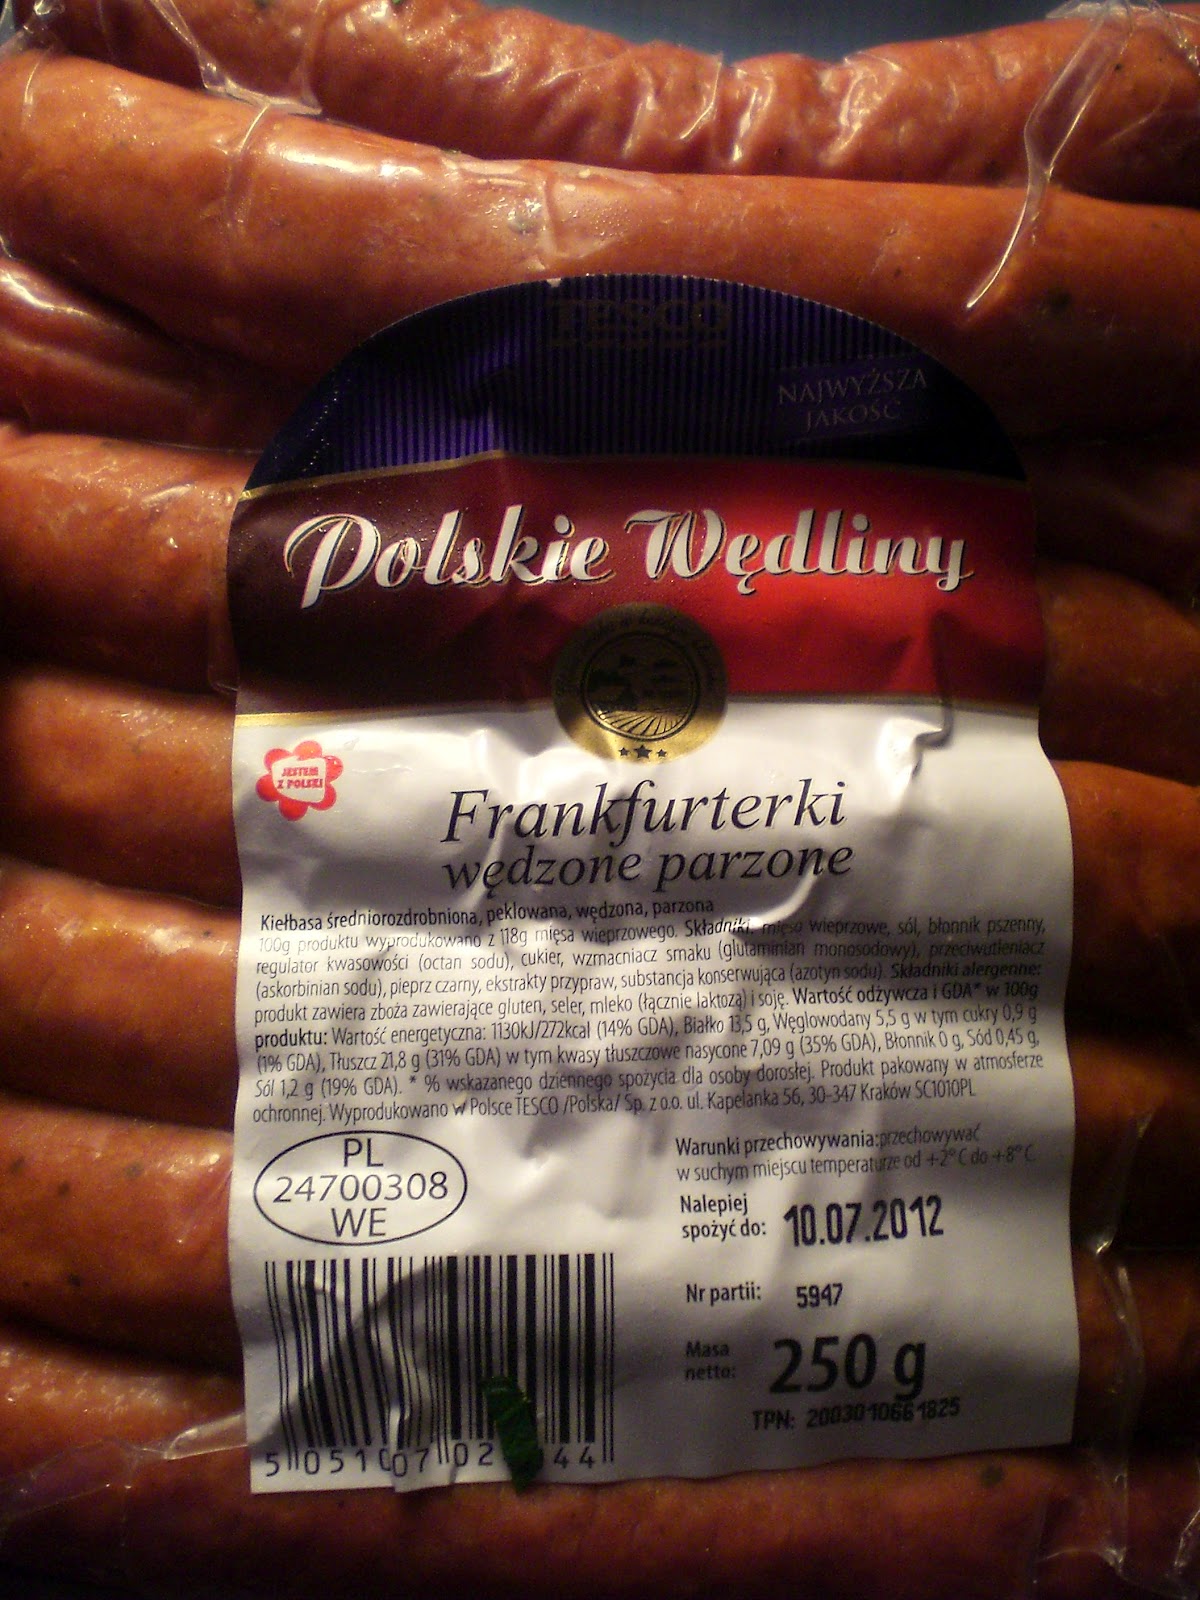 TESCO
NAJWYŻSZA
JAKOŚĆ
Polskie Wędliny
JESTEM
Z POLSKI
Frankfurterki
wędzone parzone
Kiełbasa średniorozdrobniona, peklowana, wędzona, parzona
100g produktu wyprodukowano z 118g mięsa wieprzowego. Składniki: mięso wieprzowe, sól, błonnik pszenny,
regulator kwasowości (octan sodu), cukier, wzmacniacz smaku (glutaminian monosodowy), przeciwutleniacz
(askorbinian sodu), pieprz czarny, ekstrakty przypraw, substancja konserwująca (azotyn sodu). Składniki alergenne:
produkt zawiera zboża zawierające gluten, seler, mleko (łącznie laktozą) i soję. Wartość odżywcza i GDA* w 100g
produktu: Wartość energetyczna: 1130kJ/272kcal (14% GDA), Białko 13,5 g, Węglowodany 5,5 g w tym cukry 0,9 g
(1% GDA), Tłuszcz 21,8 g (31% GDA) w tym kwasy tłuszczowe nasycone 7,09 g (35% GDA), Błonnik 0 g, Sód 0,45 g,
Sól 1,2 g (19% GDA). * % wskazanego dziennego spożycia dla osoby dorosłej. Produkt pakowany w atmosferze
ochronnej. Wyprodukowano w Polsce TESCO /Polska/ Sp. z o.o. ul. Kapelanka 56, 30-347 Kraków SC1010PL
PL
24700308
WE
Warunki przechowywania:przechowywać
w suchym miejscu temperaturze od +2°C do +8°C
Nalepiej
spożyć do: 10.07.2012
Nr partii: 5947
Masa
netto: 250 g
TPN: 2003010661825
5 051007 02 44